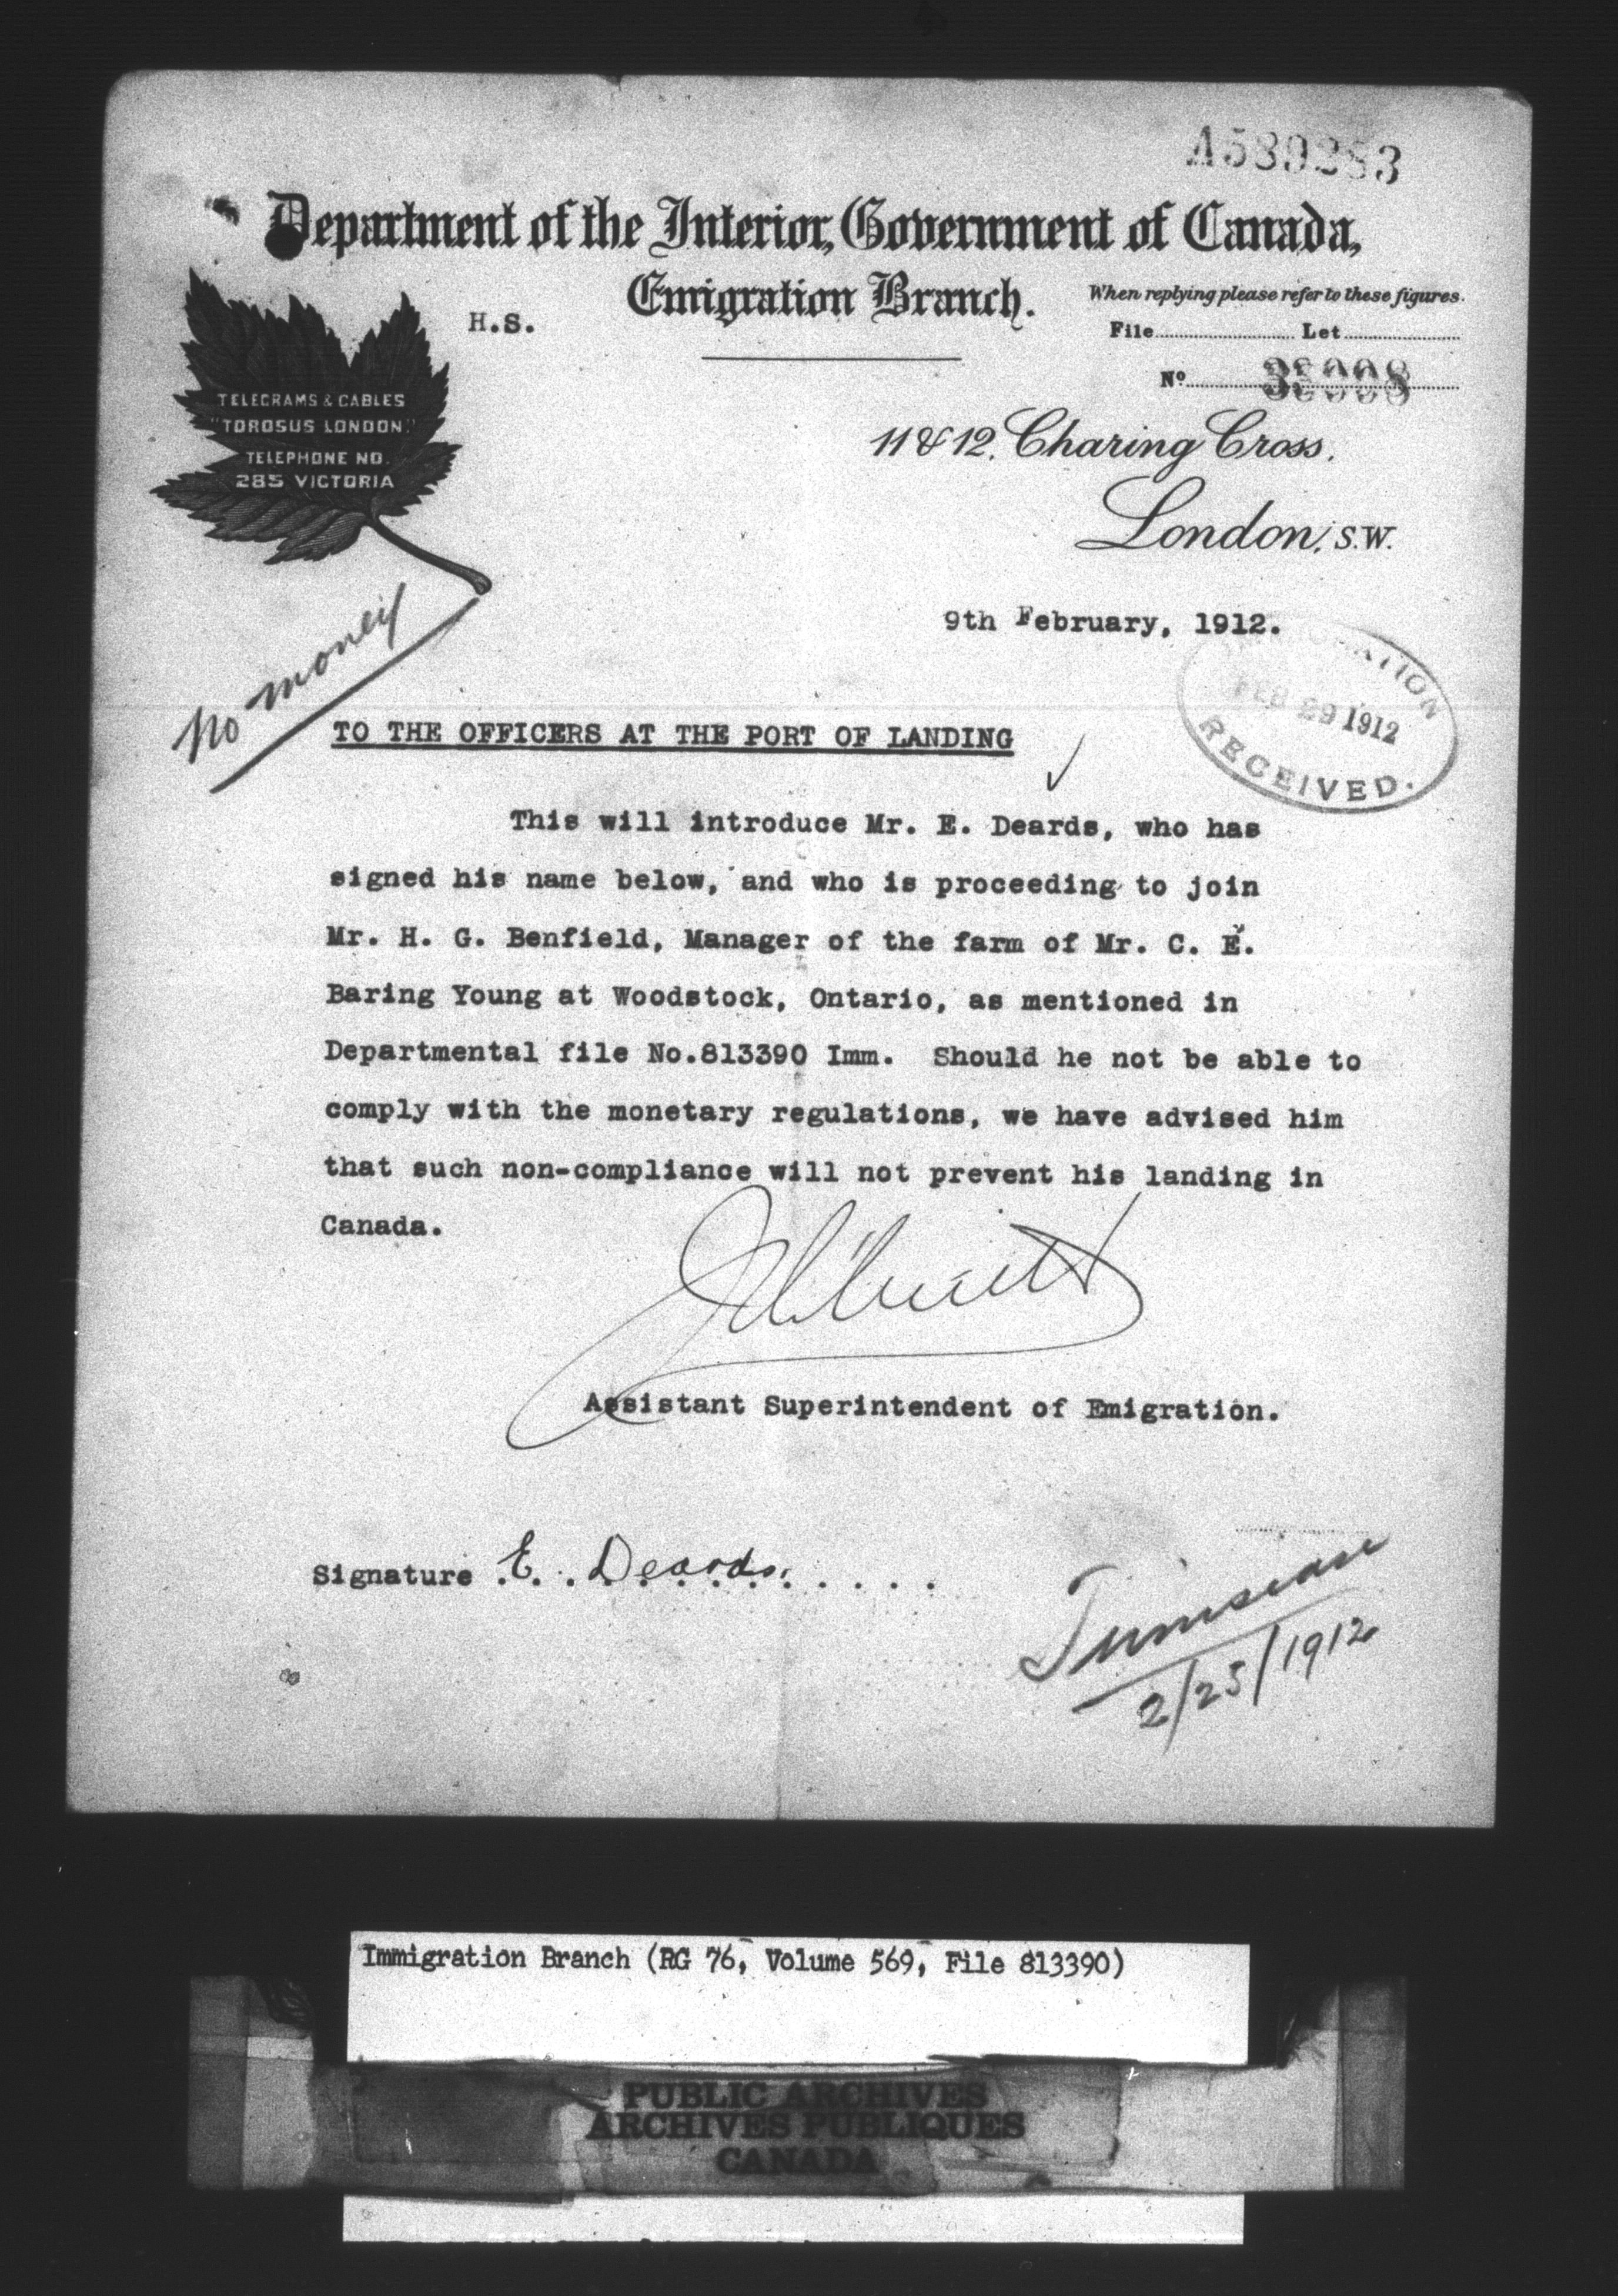 A589283
Department of the Interior, Government of Canada,
Emigration Branch.
When replying please refer to these figures.
H.S.
File Let
No
TELEGRAMS & CABLES
"TOROSUS LONDON."
TELEPHONE NO.
285 VICTORIA
11 & 12, Charing Cross,
London, S.W.
9th February, 1912.
No money
FEB 29 1912
RECEIVED.
TO THE OFFICERS AT THE PORT OF LANDING
This will introduce Mr. E. Deards, who has
signed his name below, and who is proceeding to join
Mr. H. G. Benfield, Manager of the farm of Mr. C. E.
Baring Young at Woodstock, Ontario, as mentioned in
Departmental file No.813390 Imm. Should he not be able to
comply with the monetary regulations, we have advised him
that such non-compliance will not prevent his landing in
Canada.
Assistant Superintendent of Emigration.
Signature E. Deards.
Tunisian
2/25/1912
Immigration Branch (RG 76, Volume 569, File 813390)
PUBLIC ARCHIVES
ARCHIVES PUBLIQUES
CANADA